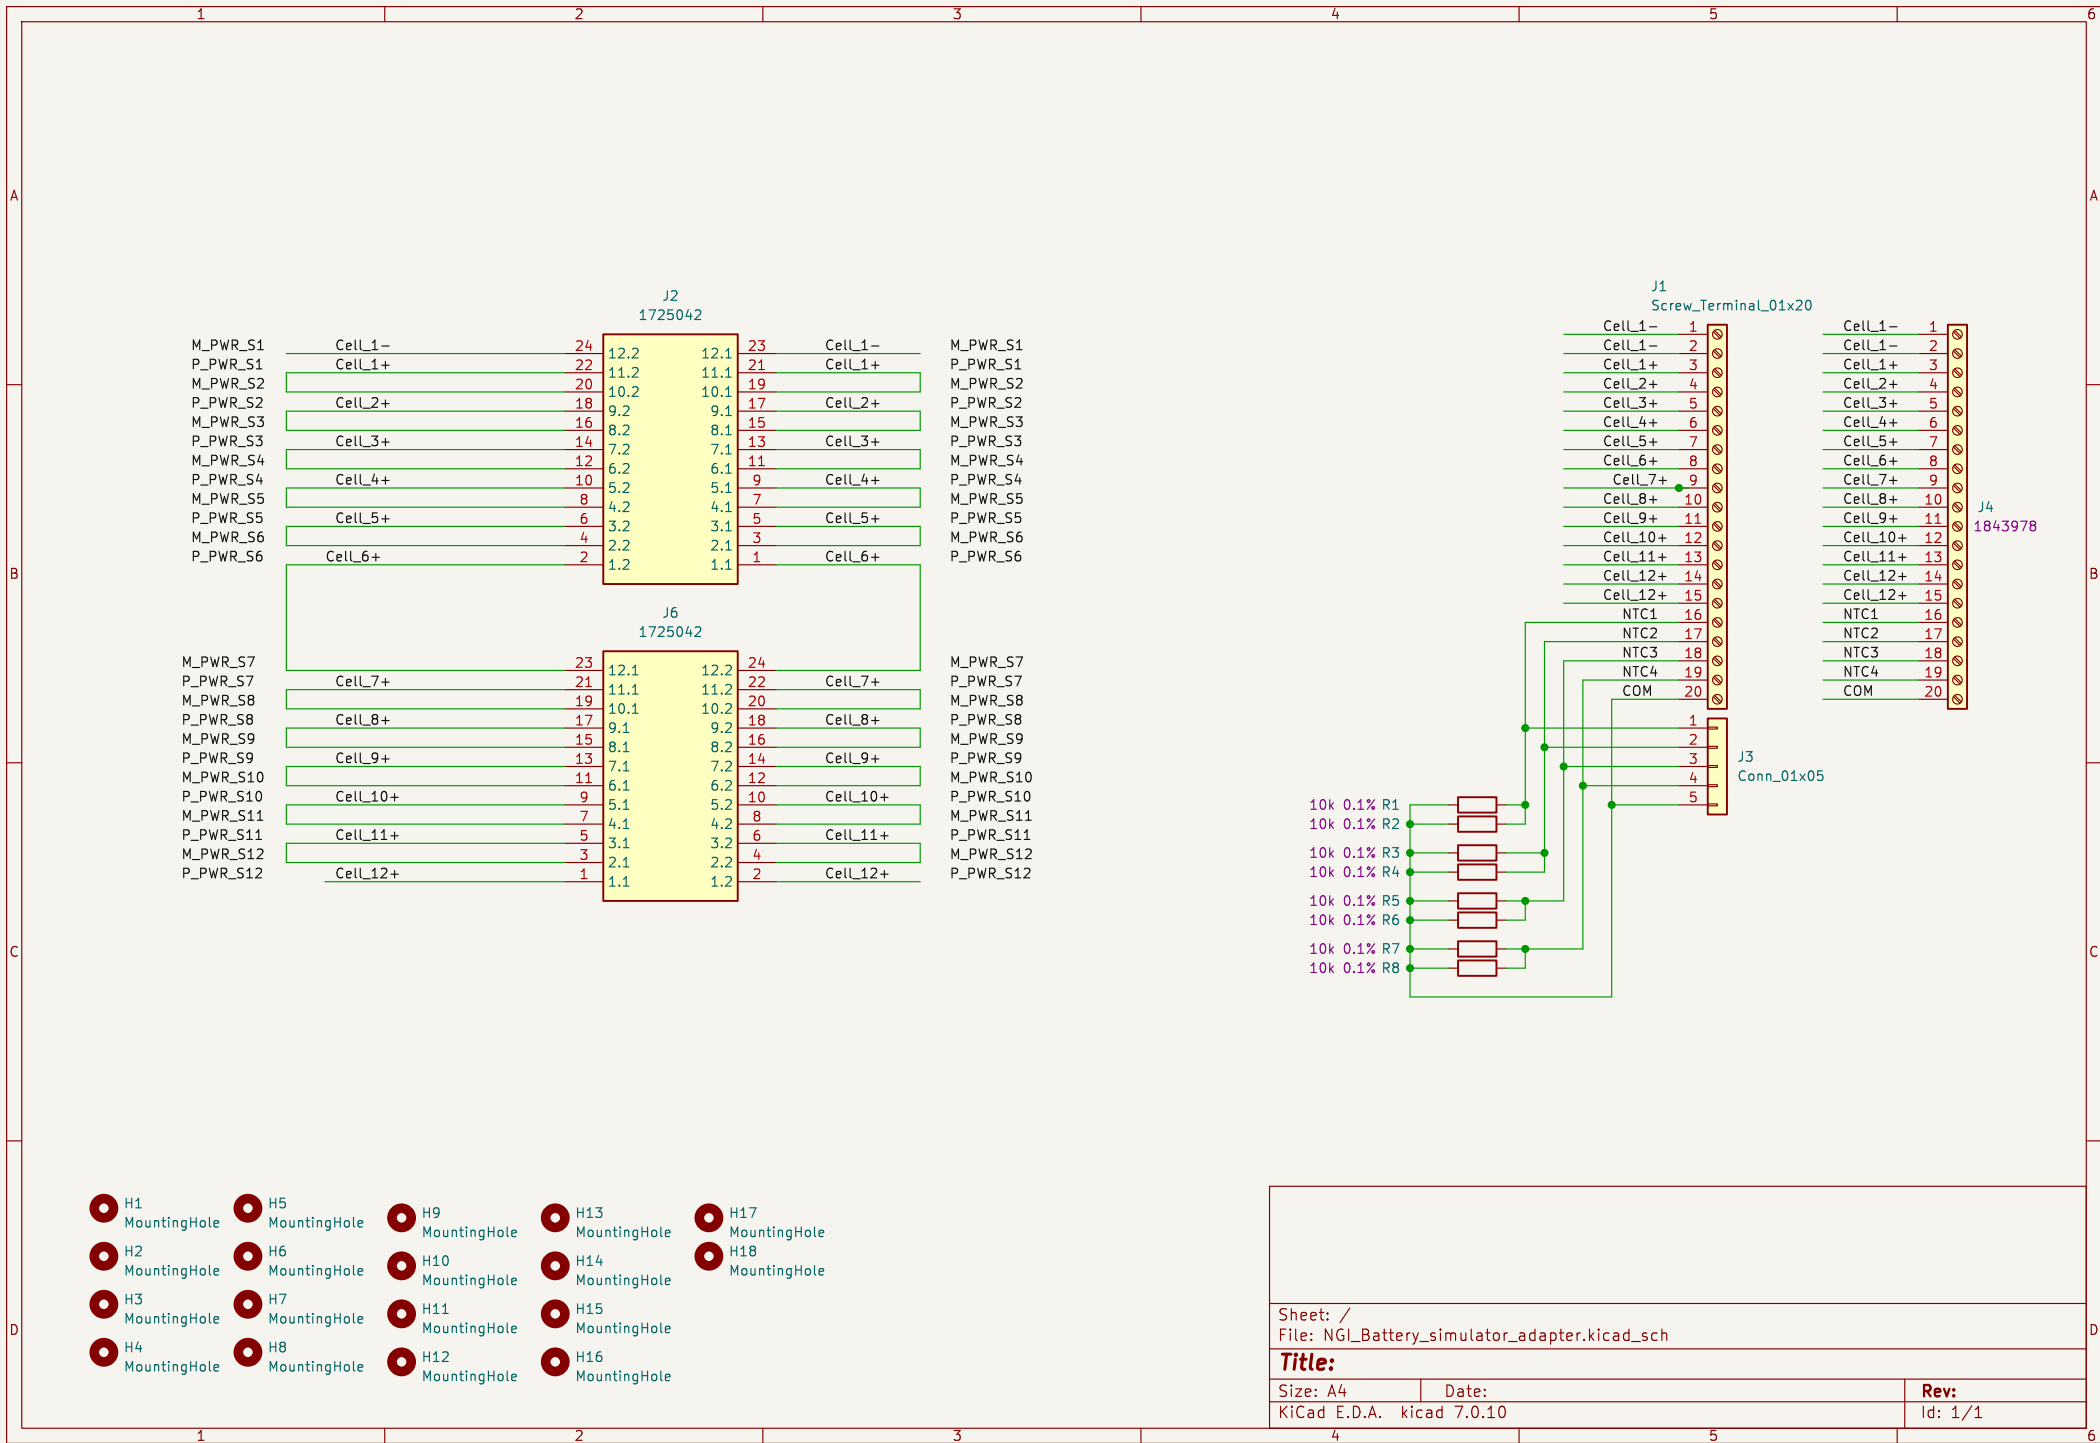 1 2 3 4 5 6
A A
B B
C C
D D
J2
1725042
M_PWR_S1 Cell_1- 24 12.2 12.1 23 Cell_1- M_PWR_S1
P_PWR_S1 Cell_1+ 22 11.2 11.1 21 Cell_1+ P_PWR_S1
M_PWR_S2 20 10.2 10.1 19 M_PWR_S2
P_PWR_S2 Cell_2+ 18 9.2 9.1 17 Cell_2+ P_PWR_S2
M_PWR_S3 16 8.2 8.1 15 M_PWR_S3
P_PWR_S3 Cell_3+ 14 7.2 7.1 13 Cell_3+ P_PWR_S3
M_PWR_S4 12 6.2 6.1 11 M_PWR_S4
P_PWR_S4 Cell_4+ 10 5.2 5.1 9 Cell_4+ P_PWR_S4
M_PWR_S5 8 4.2 4.1 7 M_PWR_S5
P_PWR_S5 Cell_5+ 6 3.2 3.1 5 Cell_5+ P_PWR_S5
M_PWR_S6 4 2.2 2.1 3 M_PWR_S6
P_PWR_S6 Cell_6+ 2 1.2 1.1 1 Cell_6+ P_PWR_S6
J6
1725042
M_PWR_S7 23 12.1 12.2 24 M_PWR_S7
P_PWR_S7 Cell_7+ 21 11.1 11.2 22 Cell_7+ P_PWR_S7
M_PWR_S8 19 10.1 10.2 20 M_PWR_S8
P_PWR_S8 Cell_8+ 17 9.1 9.2 18 Cell_8+ P_PWR_S8
M_PWR_S9 15 8.1 8.2 16 M_PWR_S9
P_PWR_S9 Cell_9+ 13 7.1 7.2 14 Cell_9+ P_PWR_S9
M_PWR_S10 11 6.1 6.2 12 M_PWR_S10
P_PWR_S10 Cell_10+ 9 5.1 5.2 10 Cell_10+ P_PWR_S10
M_PWR_S11 7 4.1 4.2 8 M_PWR_S11
P_PWR_S11 Cell_11+ 5 3.1 3.2 6 Cell_11+ P_PWR_S11
M_PWR_S12 3 2.1 2.2 4 M_PWR_S12
P_PWR_S12 Cell_12+ 1 1.1 1.2 2 Cell_12+ P_PWR_S12
J1
Screw_Terminal_01x20
Cell_1- 1
Cell_1- 2
Cell_1+ 3
Cell_2+ 4
Cell_3+ 5
Cell_4+ 6
Cell_5+ 7
Cell_6+ 8
Cell_7+ 9
Cell_8+ 10
Cell_9+ 11
Cell_10+ 12
Cell_11+ 13
Cell_12+ 14
Cell_12+ 15
NTC1 16
NTC2 17
NTC3 18
NTC4 19
COM 20
Cell_1- 1
Cell_1- 2
Cell_1+ 3
Cell_2+ 4
Cell_3+ 5
Cell_4+ 6
Cell_5+ 7
Cell_6+ 8
Cell_7+ 9
Cell_8+ 10
Cell_9+ 11
Cell_10+ 12
Cell_11+ 13
Cell_12+ 14
Cell_12+ 15
NTC1 16
NTC2 17
NTC3 18
NTC4 19
COM 20
J4
1843978
1
2
3
4
5
J3
Conn_01x05
10k 0.1% R1
10k 0.1% R2
10k 0.1% R3
10k 0.1% R4
10k 0.1% R5
10k 0.1% R6
10k 0.1% R7
10k 0.1% R8
H1
MountingHole
H2
MountingHole
H3
MountingHole
H4
MountingHole
H5
MountingHole
H6
MountingHole
H7
MountingHole
H8
MountingHole
H9
MountingHole
H10
MountingHole
H11
MountingHole
H12
MountingHole
H13
MountingHole
H14
MountingHole
H15
MountingHole
H16
MountingHole
H17
MountingHole
H18
MountingHole
Sheet: /
File: NGI_Battery_simulator_adapter.kicad_sch
Title:
Size: A4 Date: Rev:
KiCad E.D.A. kicad 7.0.10 Id: 1/1
1 2 3 4 5 6